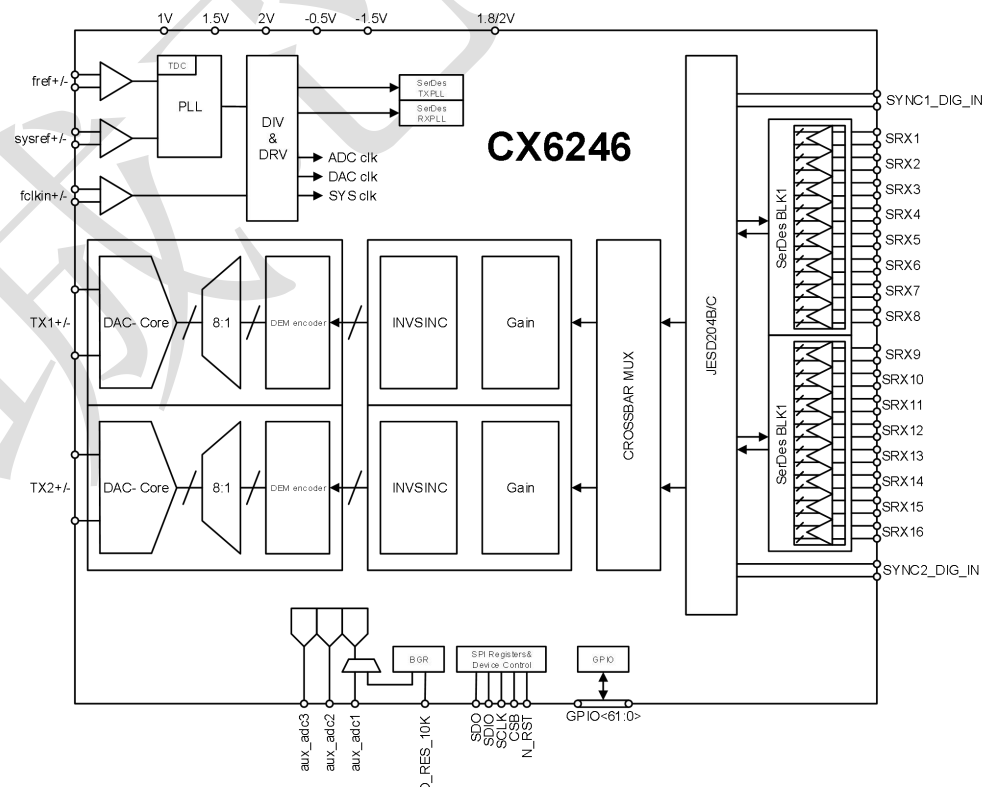 1V 1.5V 2V -0.5V -1.5V 1.8/2V
fref+/-
sysref+/-
fclkin+/-
TDC
PLL
DIV
&
DRV
SerDes
TXPLL
SerDes
RXPLL
ADC clk
DAC clk
SYS clk
CX6246
TX1+/-
DAC- Core
8:1
DEM encoder
INVSINC
Gain
TX2+/-
DAC- Core
8:1
DEM encoder
INVSINC
Gain
CROSSBAR MUX
JESD204B/C
SerDes BLK1
SerDes BLK1
SYNC1_DIG_IN
SRX1
SRX2
SRX3
SRX4
SRX5
SRX6
SRX7
SRX8
SRX9
SRX10
SRX11
SRX12
SRX13
SRX14
SRX15
SRX16
SYNC2_DIG_IN
BGR
SPI Registers&
Device Control
GPIO
aux_adc3
aux_adc2
aux_adc1
_RES_10K
SDO
SDIO
SCLK
CSB
N_RST
GPIO<61:0>